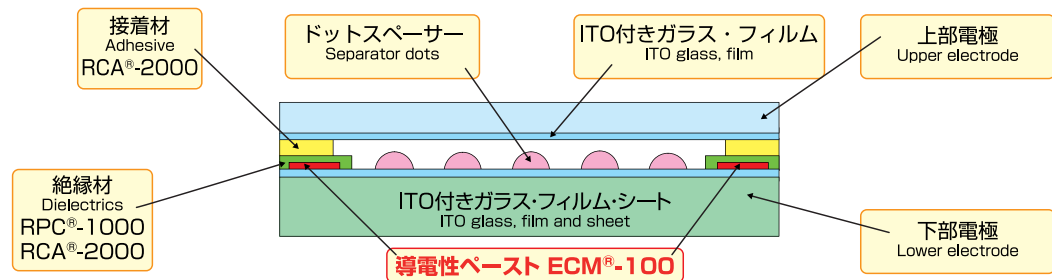 接着材
Adhesive
RCA®-2000
ドットスペーサー
Separator dots
ITO付きガラス・フィルム
ITO glass, film
上部電極
Upper electrode
絶縁材
Dielectrics
RPC®-1000
RCA®-2000
ITO付きガラス・フィルム・シート
ITO glass, film and sheet
導電性ペースト ECM®-100
下部電極
Lower electrode